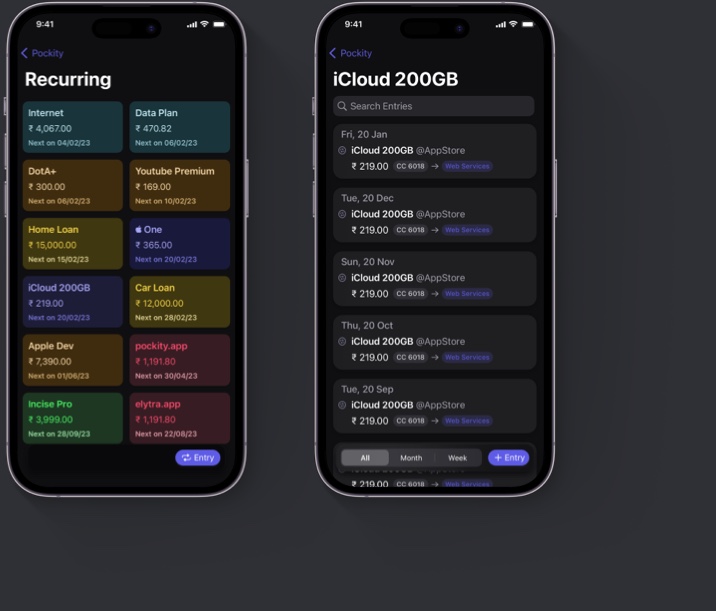 9:41
Pockity
Recurring
Internet
₹ 4,067.00
Next on 04/02/23
Data Plan
₹ 470.82
Next on 06/02/23
DotA+
₹ 300.00
Next on 06/02/23
Youtube Premium
₹ 169.00
Next on 10/02/23
Home Loan
₹ 15,000.00
Next on 15/02/23
One
₹ 365.00
Next on 20/02/23
iCloud 200GB
₹ 219.00
Next on 20/02/23
Car Loan
₹ 12,000.00
Next on 28/02/23
Apple Dev
₹ 7,390.00
Next on 01/06/23
pockity.app
₹ 1,191.80
Next on 30/04/23
Incise Pro
₹ 3,999.00
Next on 28/09/23
elytra.app
₹ 1,191.80
Next on 22/08/23
Entry
9:41
Pockity
iCloud 200GB
Search Entries
Fri, 20 Jan
iCloud 200GB @AppStore
₹ 219.00 CC 6018 → Web Services
Tue, 20 Dec
iCloud 200GB @AppStore
₹ 219.00 CC 6018 → Web Services
Sun, 20 Nov
iCloud 200GB @AppStore
₹ 219.00 CC 6018 → Web Services
Thu, 20 Oct
iCloud 200GB @AppStore
₹ 219.00 CC 6018 → Web Services
Tue, 20 Sep
iCloud 200GB @AppStore
₹ 219.00 CC 6018 → Web Services
All Month Week + Entry
₹ 219.00 CC 6018 → Web Services